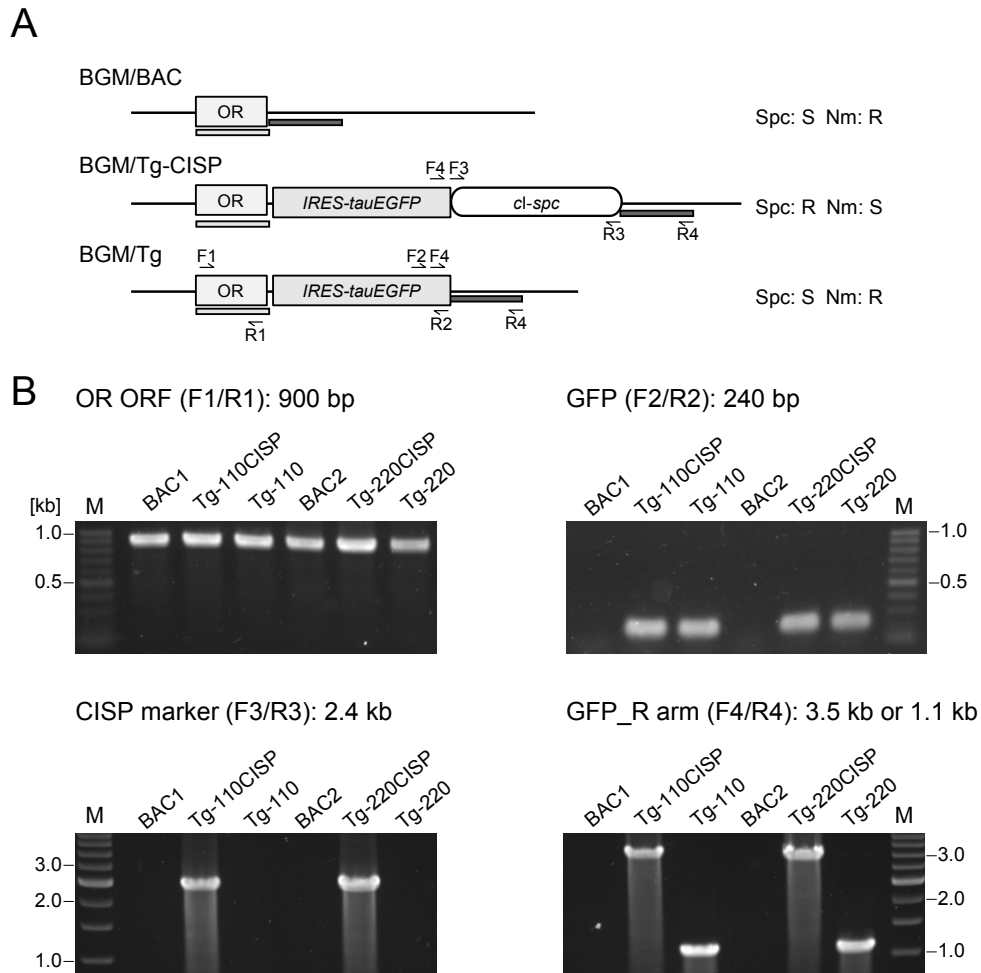 A
BGM/BAC
OR
Spc: S Nm: R
BGM/Tg-CISP
F4 F3
OR IRES-tauEGFP cI-spc
Spc: R Nm: S
R3 R4
BGM/Tg
F1 F2 F4
OR IRES-tauEGFP
Spc: S Nm: R
R1 R2 R4
B
OR ORF (F1/R1): 900 bp
[kb] M BAC1 Tg-110CISP Tg-110 BAC2 Tg-220CISP Tg-220
1.0
0.5
GFP (F2/R2): 240 bp
BAC1 Tg-110CISP Tg-110 BAC2 Tg-220CISP Tg-220 M
1.0
0.5
CISP marker (F3/R3): 2.4 kb
M BAC1 Tg-110CISP Tg-110 BAC2 Tg-220CISP Tg-220
3.0
2.0
1.0
GFP_R arm (F4/R4): 3.5 kb or 1.1 kb
BAC1 Tg-110CISP Tg-110 BAC2 Tg-220CISP Tg-220 M
3.0
2.0
1.0